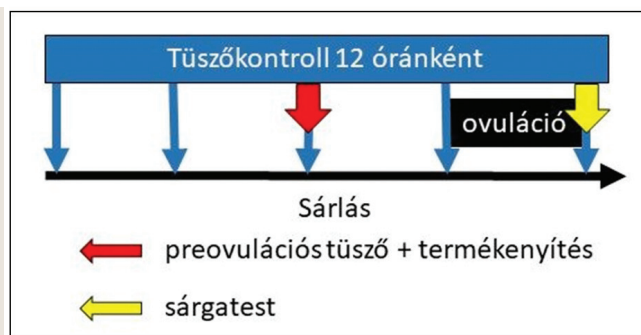 Tüszőkontroll 12 óránként
ovuláció
Sárlás
preovulációs tüsző + termékenyítés
sárgatest